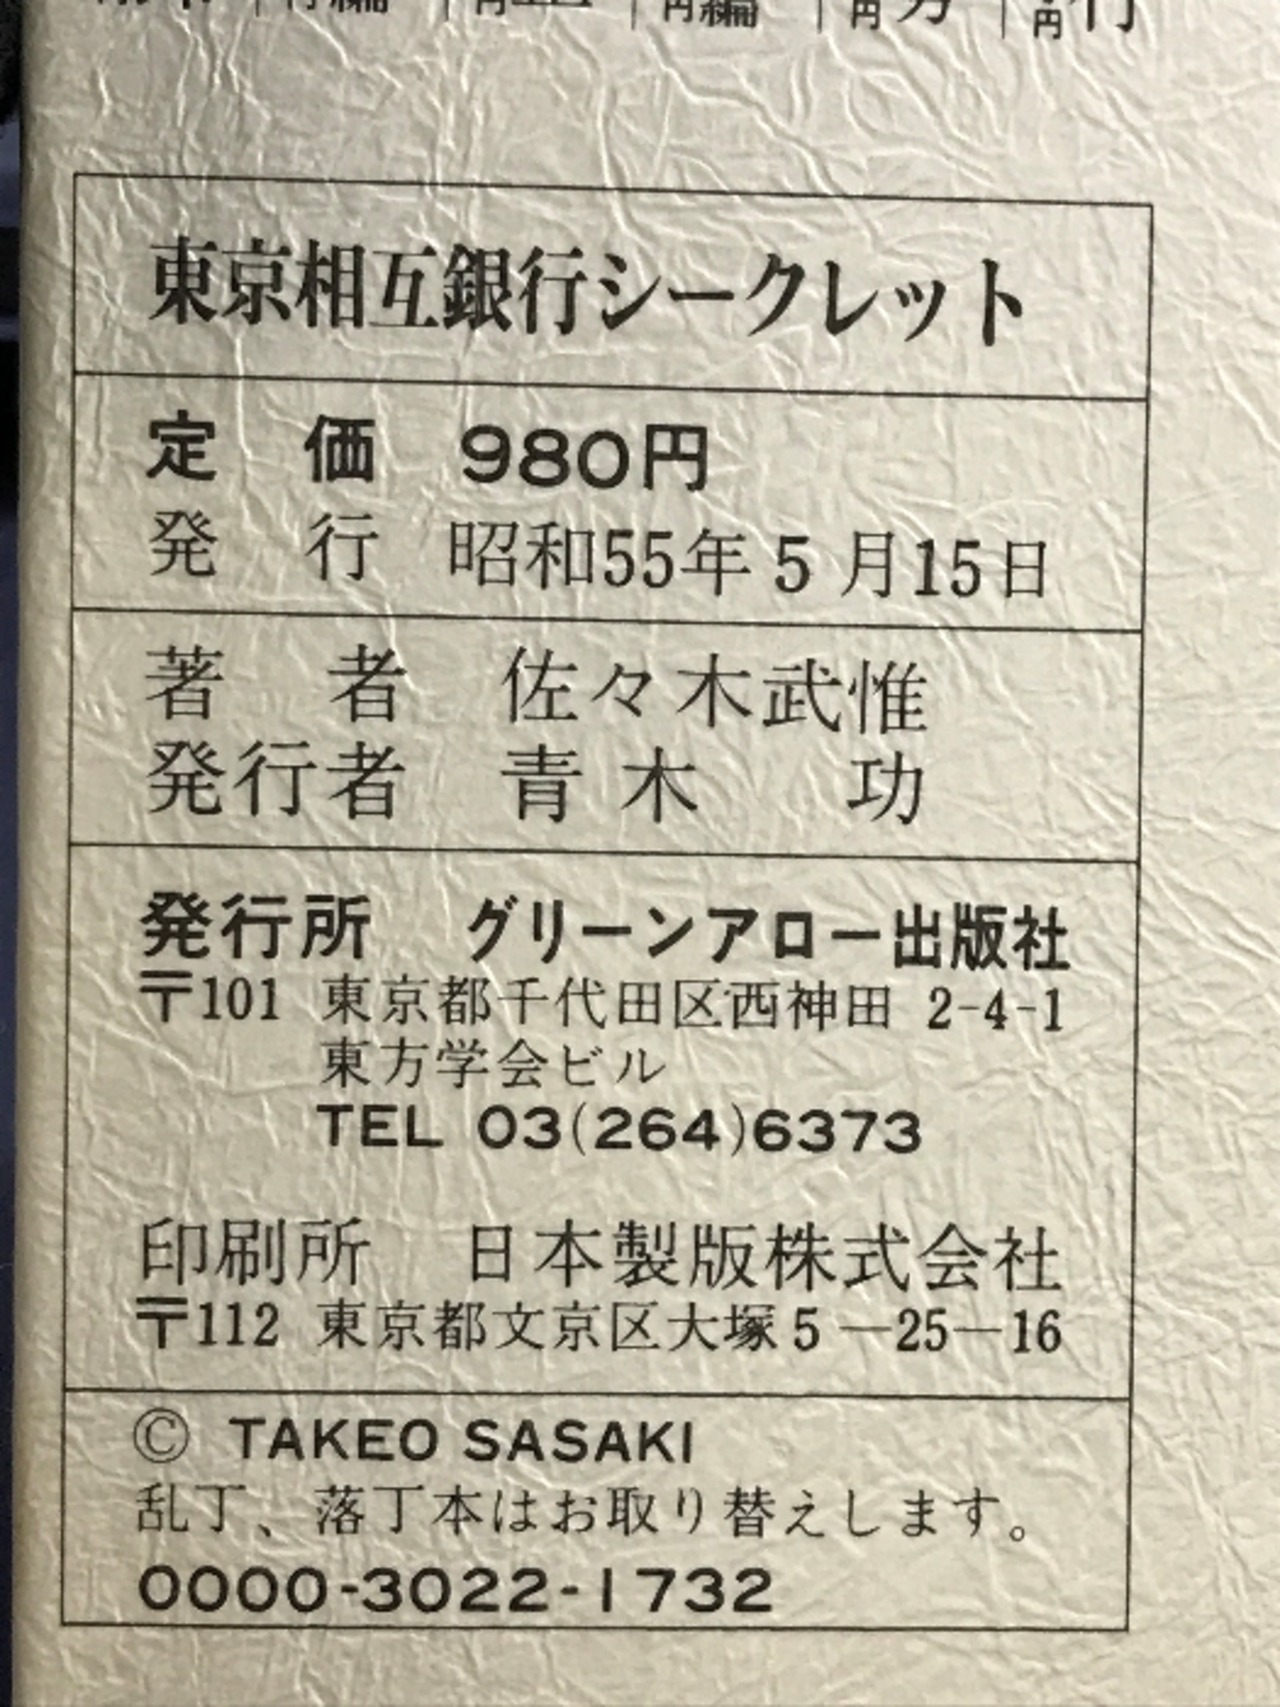 東京相互銀行シークレット
定　価　980円
発　行　昭和55年5月15日
著　者　佐々木武惟
発行者　青木　功
発行所　グリーンアロー出版社
〒101　東京都千代田区西神田 2-4-1
東方学会ビル
TEL 03(264)6373
印刷所　日本製版株式会社
〒112　東京都文京区大塚5—25—16
© TAKEO SASAKI
乱丁、落丁本はお取り替えします。
0000-3022-1732